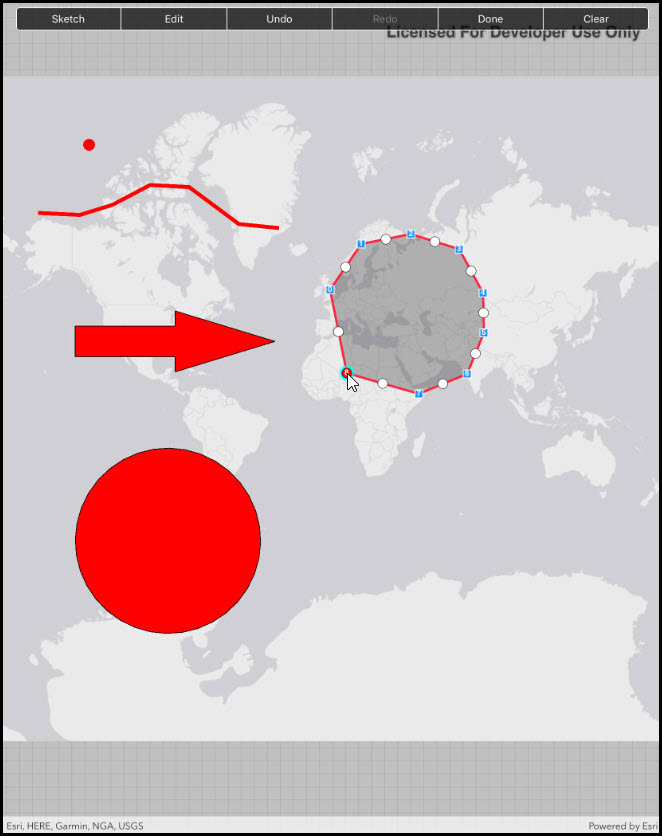 Sketch Edit Undo Redo Done Clear
Licensed For Developer Use Only
2
1
3
0
4
5
8
6
7
Esri, HERE, Garmin, NGA, USGS
Powered by Esri